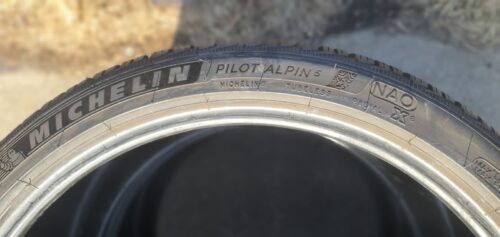 MICHELIN PILOT ALPIN 5 NAO
MICHELIN TUBELESS RADIAL X